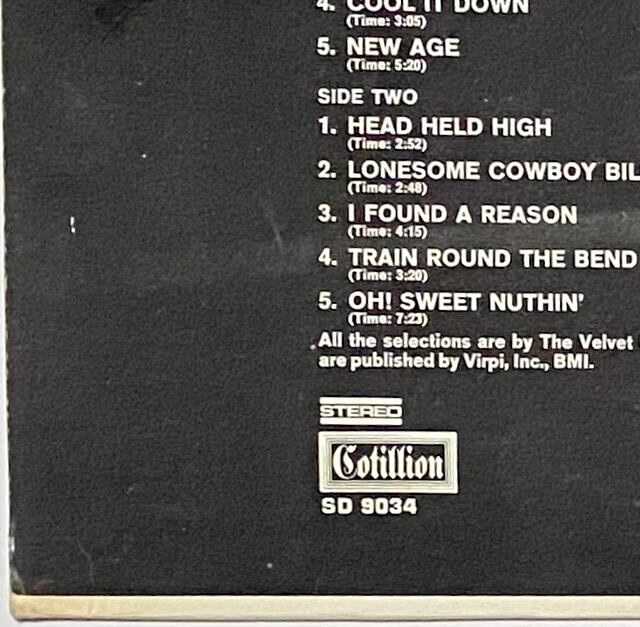 4. COOL IT DOWN
(Time: 3:05)
5. NEW AGE
(Time: 5:20)
SIDE TWO
1. HEAD HELD HIGH
(Time: 2:52)
2. LONESOME COWBOY BIL
(Time: 2:48)
3. I FOUND A REASON
(Time: 4:15)
4. TRAIN ROUND THE BEND
(Time: 3:20)
5. OH! SWEET NUTHIN'
(Time: 7:23)
All the selections are by The Velvet
are published by Virpi, Inc., BMI.
STEREO
Cotillion
SD 9034